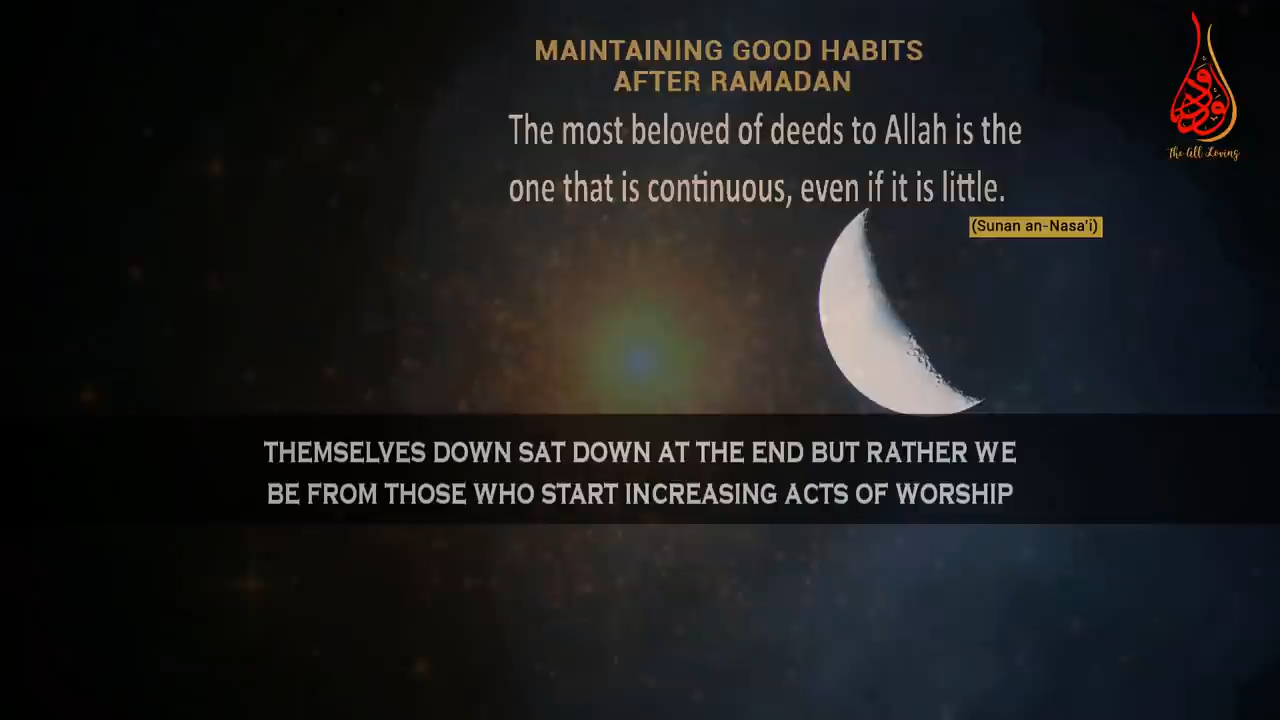 MAINTAINING GOOD HABITS
AFTER RAMADAN
The most beloved of deeds to Allah is the
one that is continuous, even if it is little.
(Sunan an-Nasa'i)
ودود
The All Loving
THEMSELVES DOWN SAT DOWN AT THE END BUT RATHER WE
BE FROM THOSE WHO START INCREASING ACTS OF WORSHIP